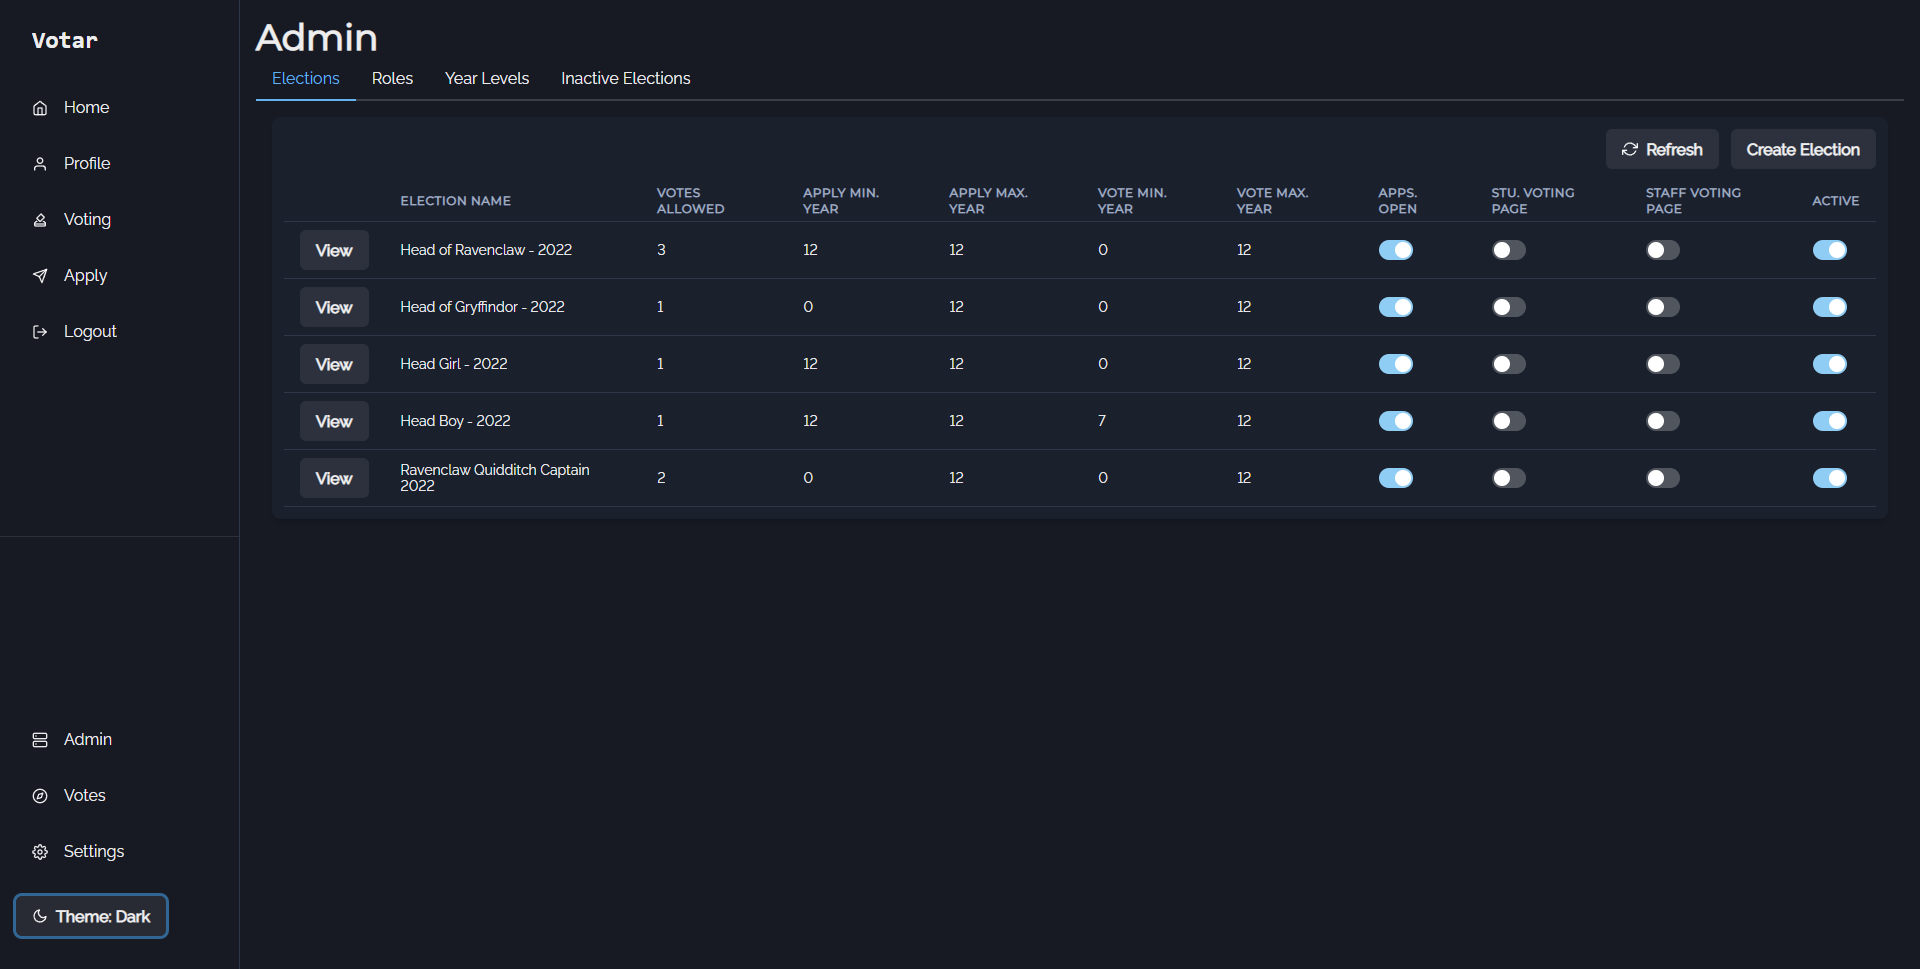 Votar
Home
Profile
Voting
Apply
Logout
Admin
Votes
Settings
Theme: Dark
Admin
Elections Roles Year Levels Inactive Elections
Refresh Create Election
ELECTION NAME VOTES ALLOWED APPLY MIN. YEAR APPLY MAX. YEAR VOTE MIN. YEAR VOTE MAX. YEAR APPS. OPEN STU. VOTING PAGE STAFF VOTING PAGE ACTIVE
View Head of Ravenclaw - 2022 3 12 12 0 12
View Head of Gryffindor - 2022 1 0 12 0 12
View Head Girl - 2022 1 12 12 0 12
View Head Boy - 2022 1 12 12 7 12
View Ravenclaw Quidditch Captain 2022 2 0 12 0 12